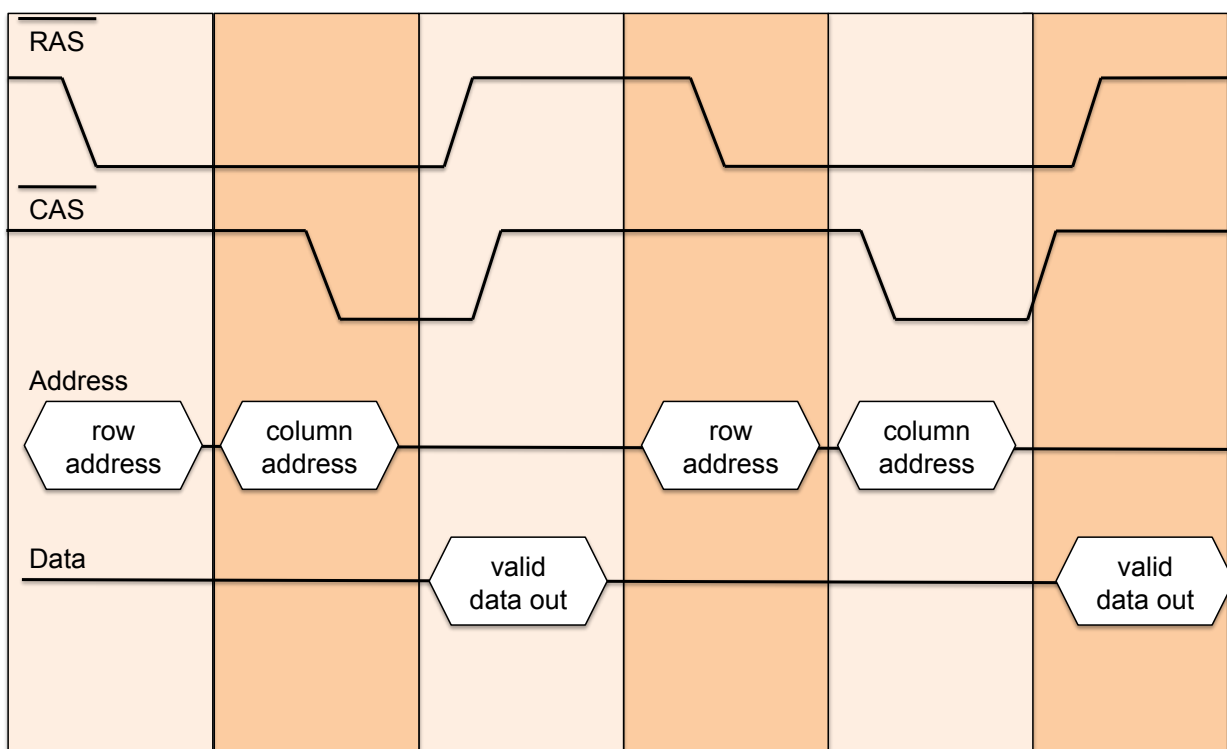 RAS
CAS
Address
row
address
column
address
row
address
column
address
Data
valid
data out
valid
data out